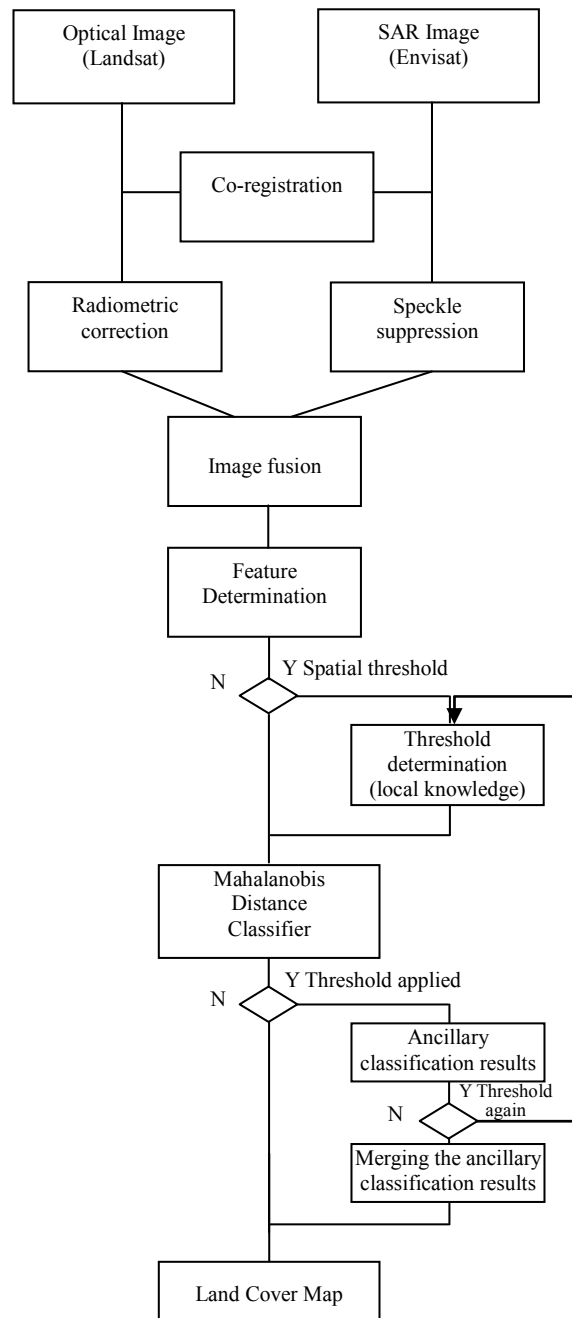 Optical Image
(Landsat)
SAR Image
(Envisat)
Co-registration
Radiometric
correction
Speckle
suppression
Image fusion
Feature
Determination
N
Y Spatial threshold
Threshold
determination
(local knowledge)
Mahalanobis
Distance
Classifier
N
Y Threshold applied
Ancillary
classification results
N
Y Threshold
again
Merging the ancillary
classification results
Land Cover Map